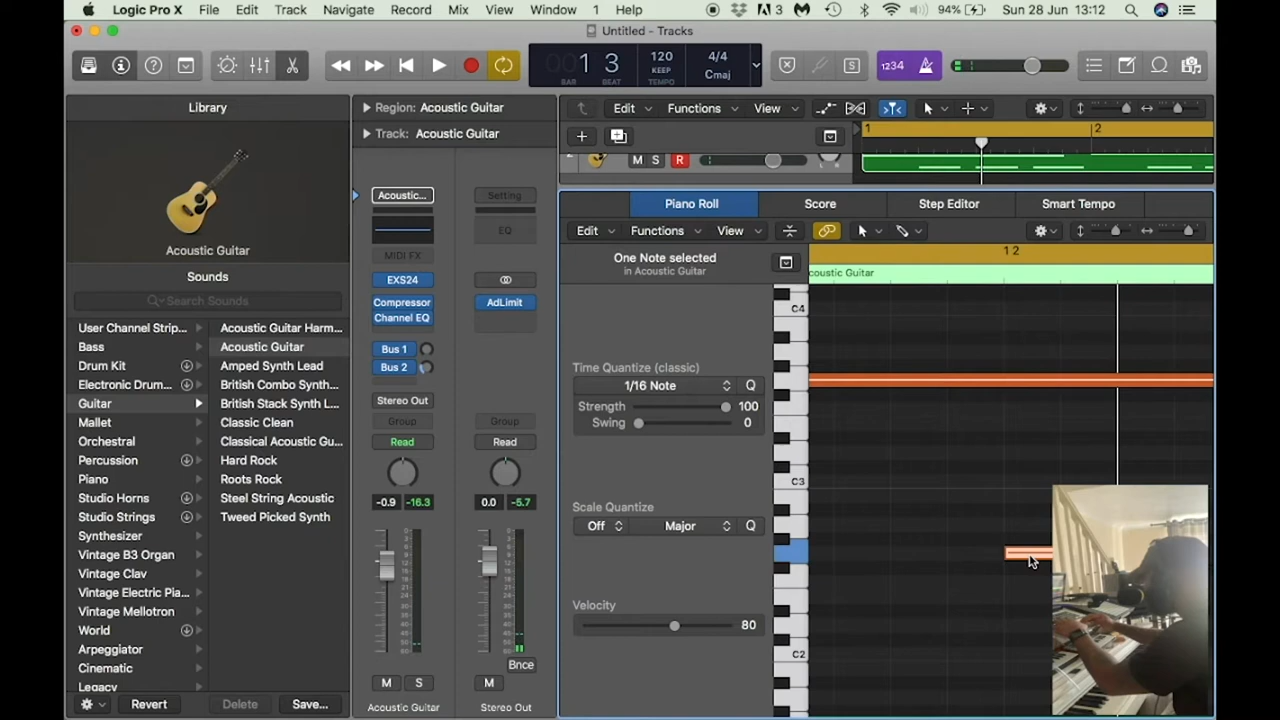 Logic Pro X File Edit Track Navigate Record Mix View Window 1 Help 3 94% Sun 28 Jun 13:12
Untitled - Tracks
001 3 120 4/4
BAR BEAT KEEP TEMPO Cmaj
1234
Library
Acoustic Guitar
Sounds
Search Sounds
User Channel Strip...
Bass
Drum Kit
Electronic Drum...
Guitar
Mallet
Orchestral
Percussion
Piano
Studio Horns
Studio Strings
Synthesizer
Vintage B3 Organ
Vintage Clav
Vintage Electric Pia...
Vintage Mellotron
World
Arpeggiator
Cinematic
Legacy
Acoustic Guitar Harm...
Acoustic Guitar
Amped Synth Lead
British Combo Synth...
British Stack Synth L...
Classic Clean
Classical Acoustic Gu...
Hard Rock
Roots Rock
Steel String Acoustic
Tweed Picked Synth
Revert Delete Save...
Region: Acoustic Guitar
Track: Acoustic Guitar
Acoustic... Setting
EQ
MIDI FX
EXS24
Compressor AdLimit
Channel EQ
Bus 1
Bus 2
Stereo Out
Group Group
Read Read
-0.9 -16.3 0.0 -5.7
Bnce
M S M
Acoustic Guitar Stereo Out
Edit Functions View
1 2
M S R
Piano Roll Score Step Editor Smart Tempo
Edit Functions View
One Note selected
in Acoustic Guitar
1 2
coustic Guitar
C4
Time Quantize (classic)
1/16 Note Q
Strength 100
Swing 0
C3
Scale Quantize
Off Major Q
Velocity
80
C2